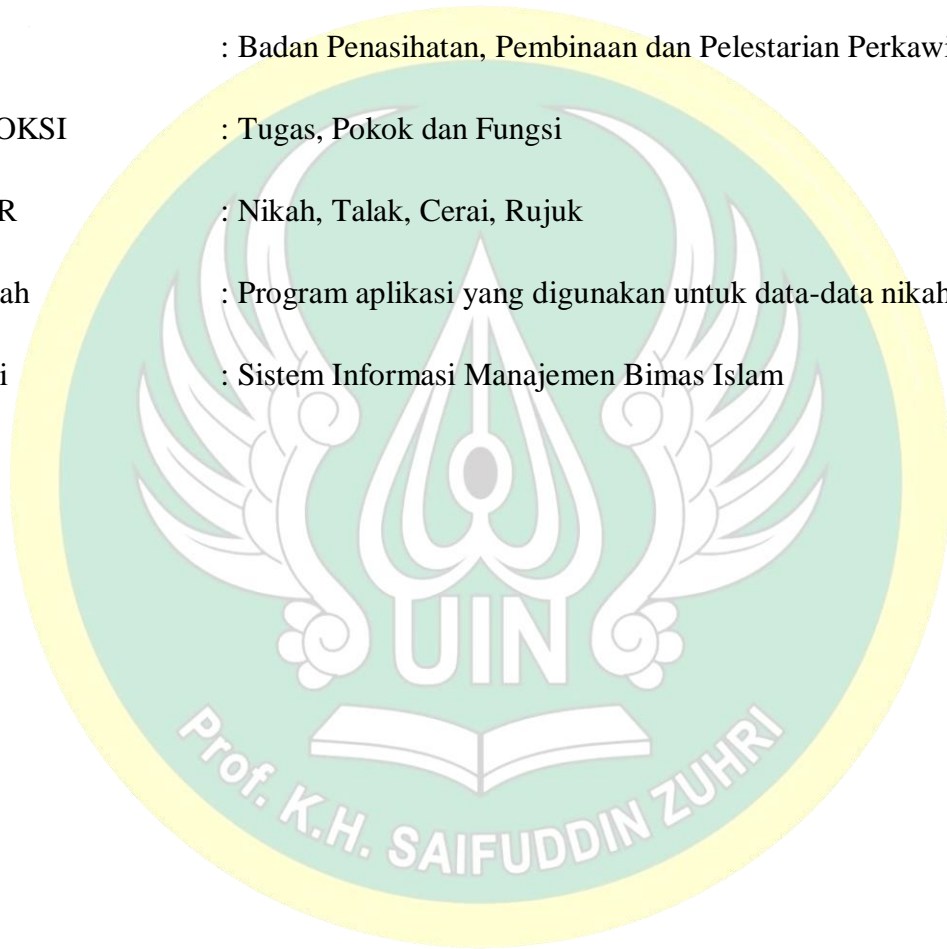 : Badan Penasihatan, Pembinaan dan Pelestarian Perkawi
OKSI : Tugas, Pokok dan Fungsi
R : Nikah, Talak, Cerai, Rujuk
ah : Program aplikasi yang digunakan untuk data-data nikah
i : Sistem Informasi Manajemen Bimas Islam
UIN
Prof. K.H. SAIFUDDIN ZUHRI